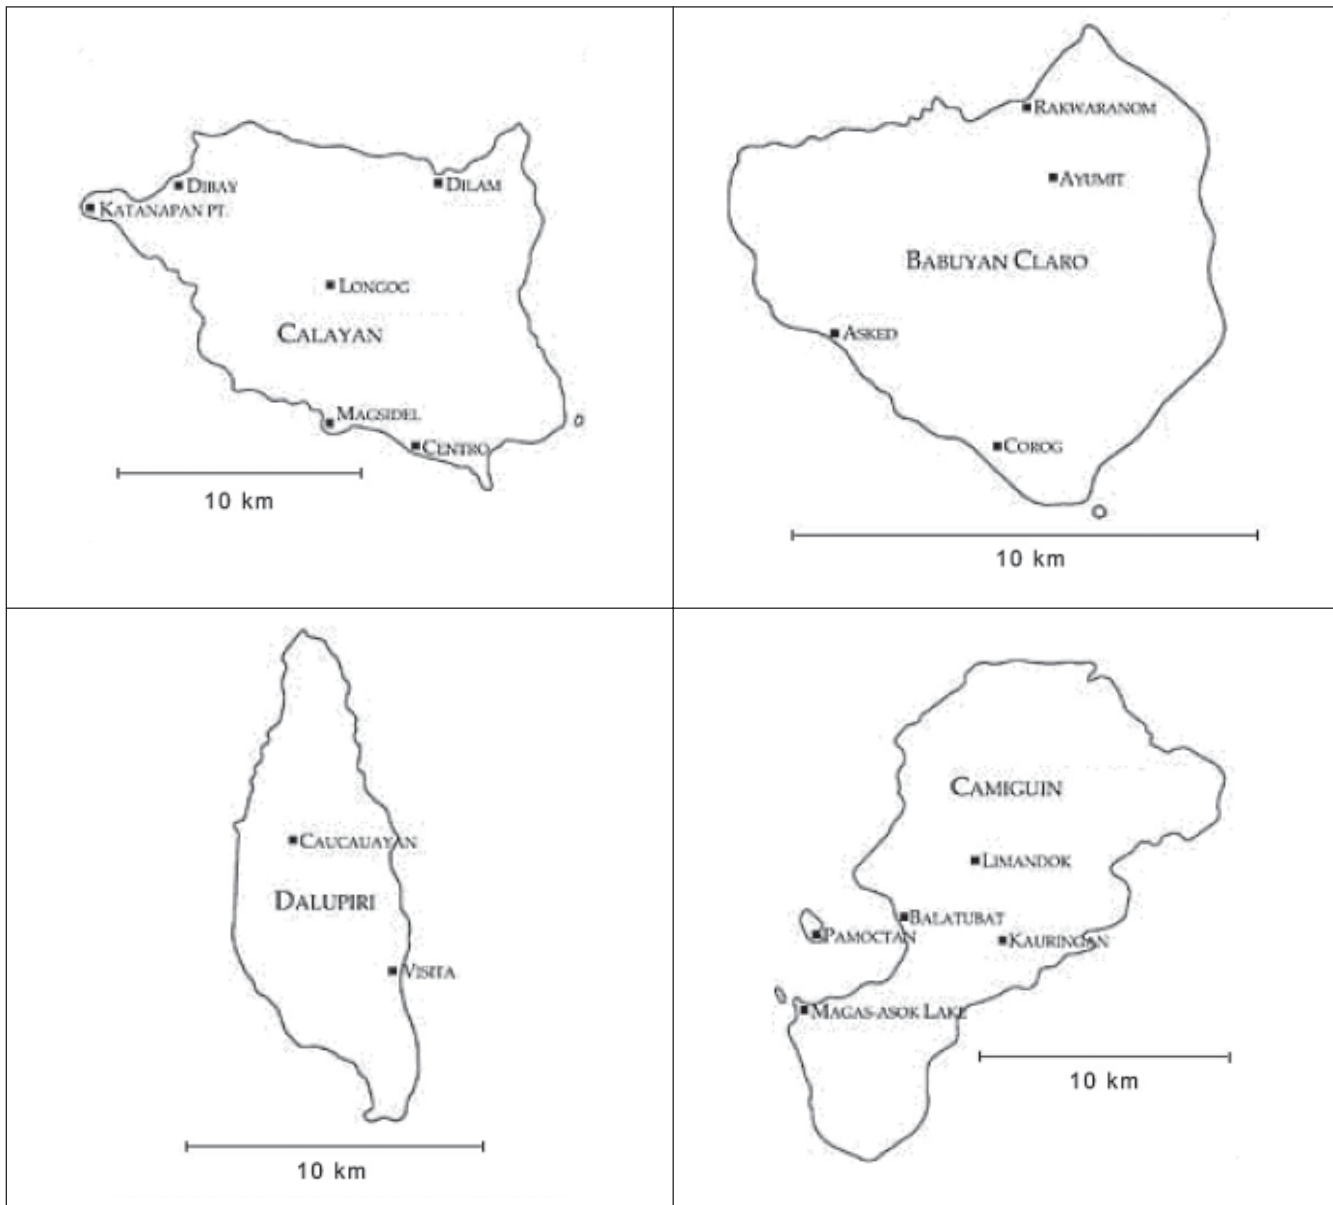 DIBAY
DILAM
KATANAPAN PT.
LONGOG
CALAYAN
MAGSIDEL
CENTRO
10 km
RAKWARANOM
AYUMIT
BABUYAN CLARO
ASKED
COROG
10 km
CAUCAUAYAN
DALUPIRI
VISITA
10 km
CAMIGUIN
LIMANDOK
BALATUBAT
PAMOCTAN
KAURINGAN
MAGAS-ASOK LAKE
10 km